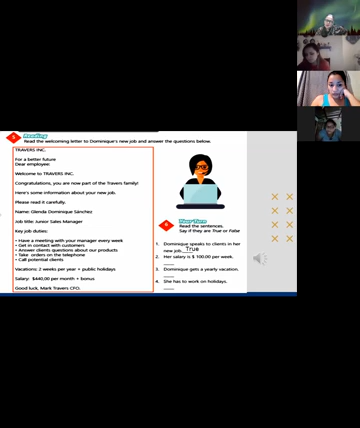 5 Reading
Read the welcoming letter to Dominique's new job and answer the questions below.
TRAVERS INC.
For a better future
Dear employee:
Welcome to TRAVERS INC.
Congratulations, you are now part of the Travers family!
Here's some information about your new job,
Please read it carefully.
Name: Glenda Dominique Sánchez
Job title: Junior Sales Manager
Key job duties:
• Have a meeting with your manager every week
• Get in contact with customers
• Answer clients questions about our products
• Take orders on the telephone
• Call potential clients
Vacations: 2 weeks per year + public holidays
Salary: $440,00 per month + bonus
Good luck, Mark Travers CFO.
6 Your Turn
Read the sentences.
Say if they are True or False
1. Dominique speaks to clients in her
new job. True
2. Her salary is $ 100.00 per week.
3. Dominique gets a yearly vacation.
4. She has to work on holidays.